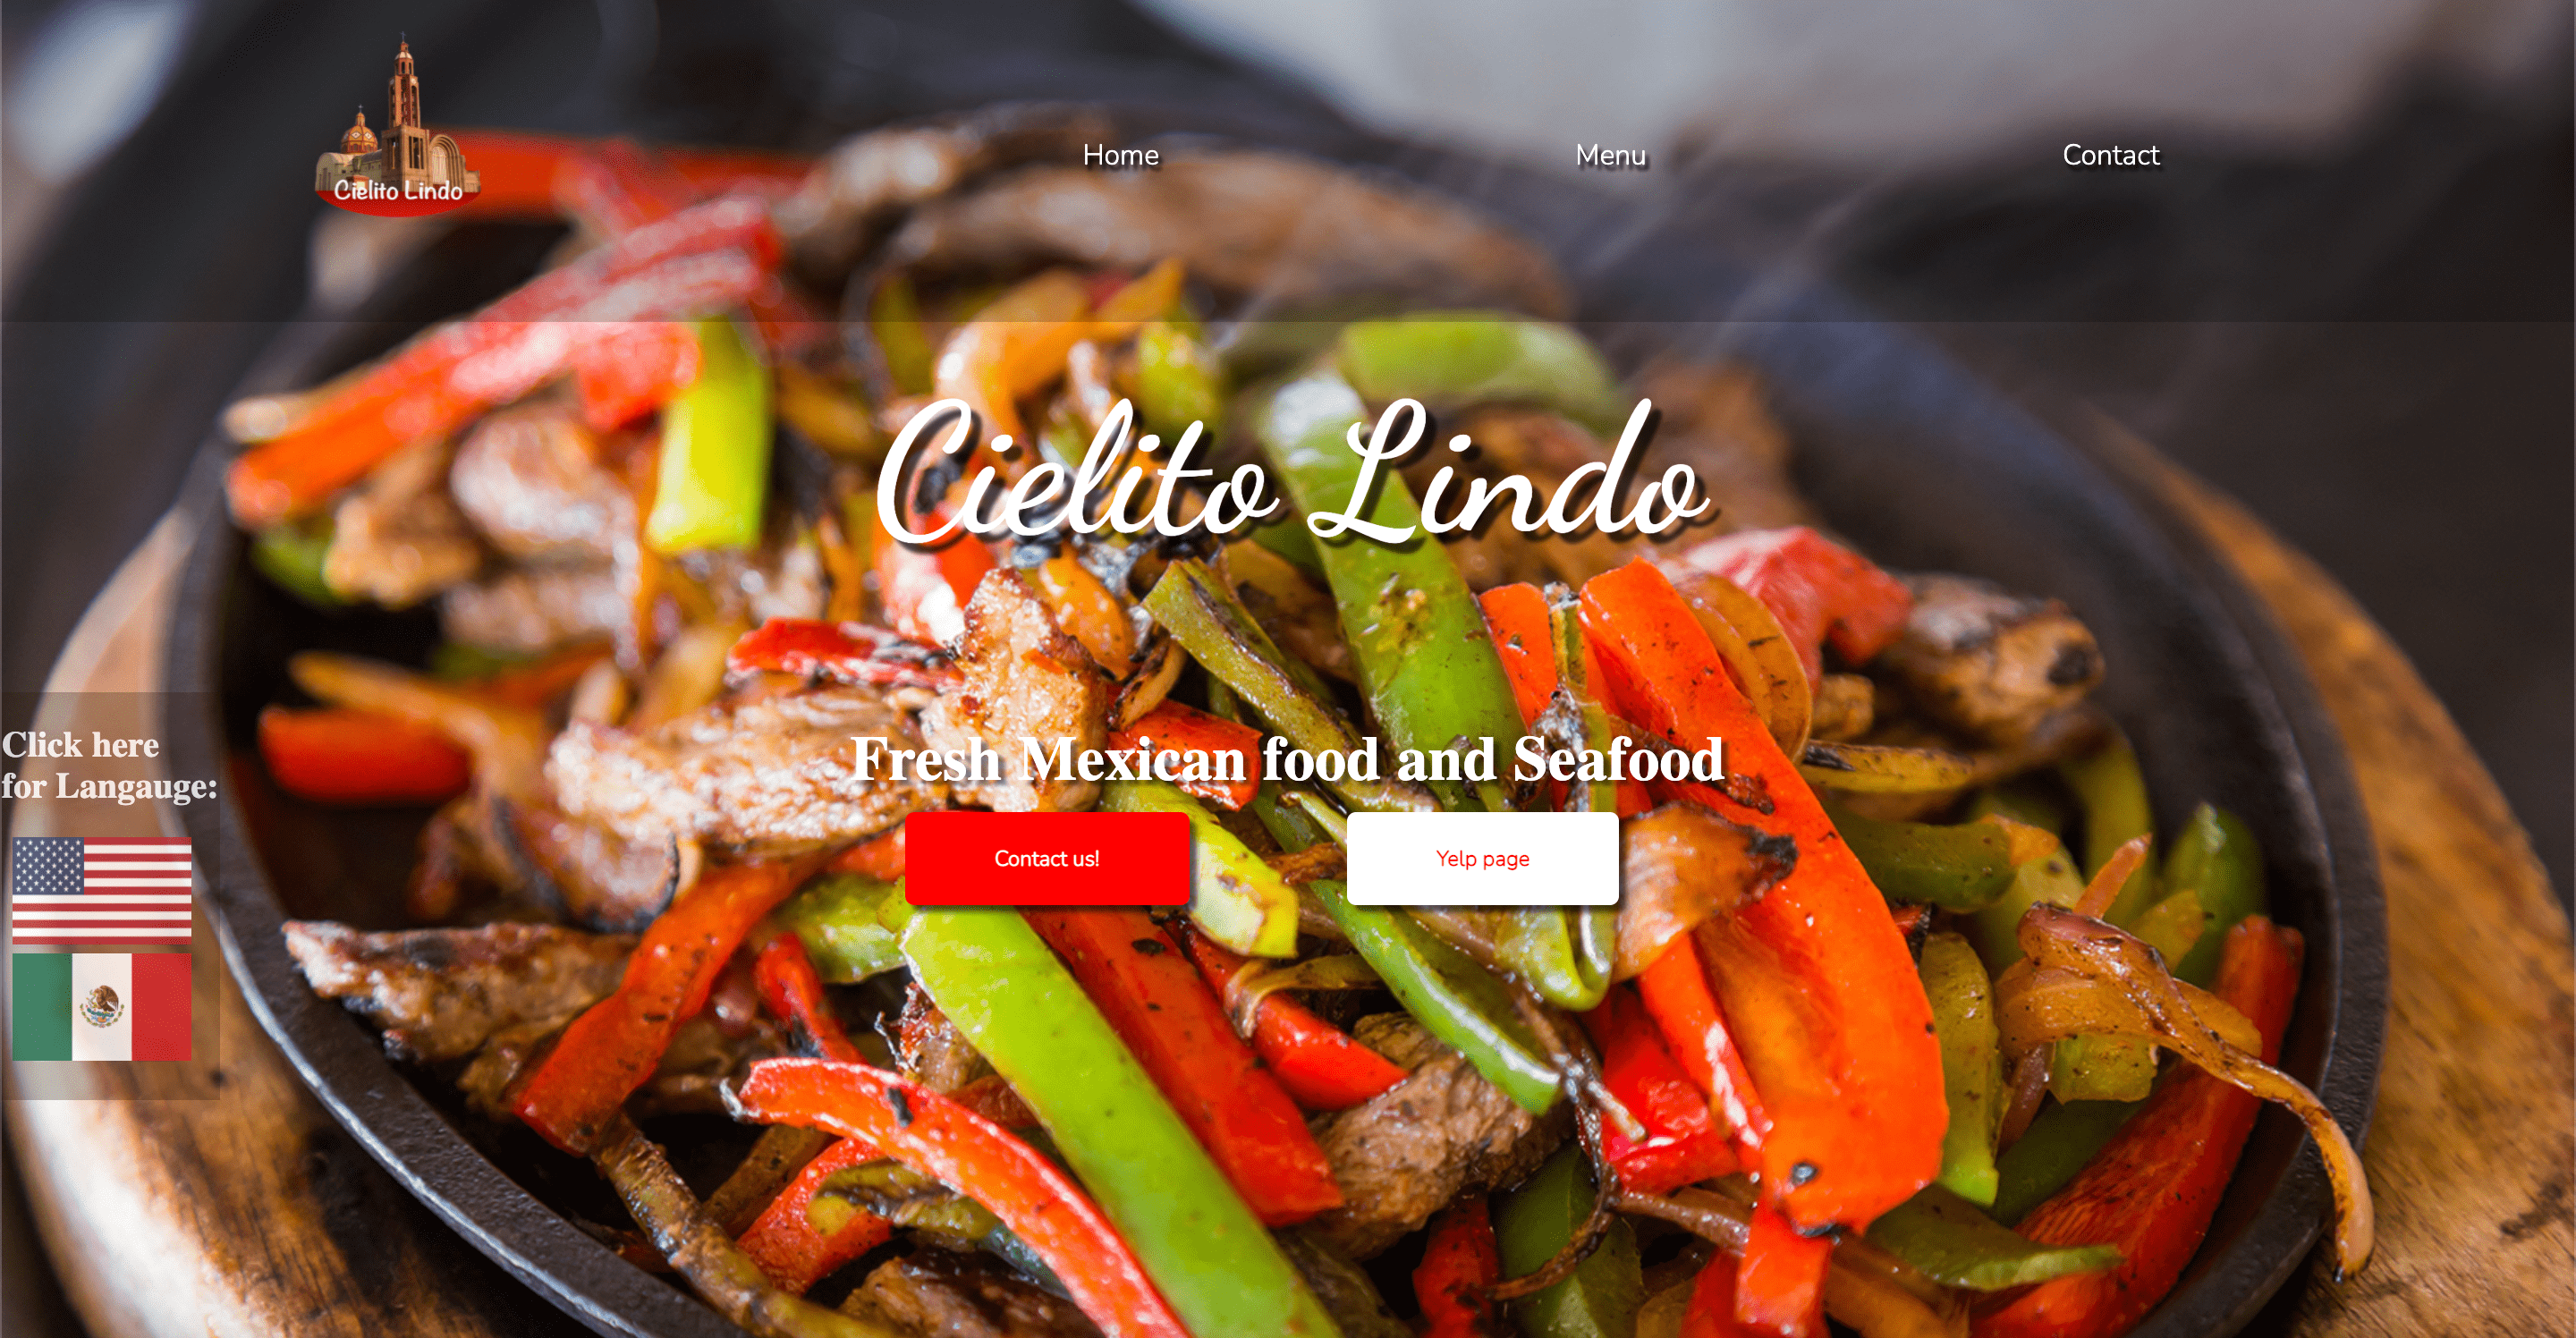 Cielito Lindo
Home
Menu
Contact
Cielito Lindo
Click here
for Langauge:
Fresh Mexican food and Seafood
Contact us!
Yelp page